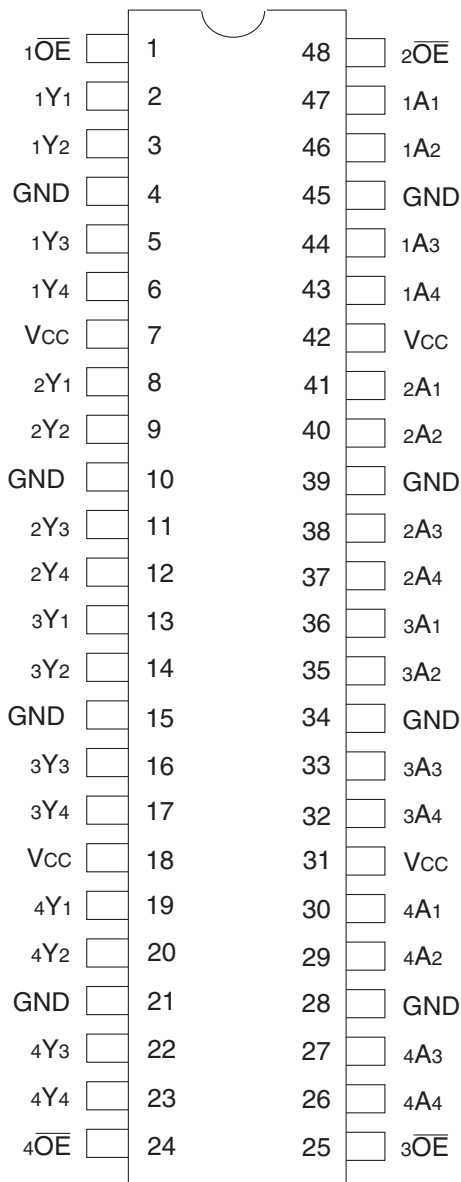 1O̅E̅ 1 48 2O̅E̅
1Y1 2 47 1A1
1Y2 3 46 1A2
GND 4 45 GND
1Y3 5 44 1A3
1Y4 6 43 1A4
VCC 7 42 VCC
2Y1 8 41 2A1
2Y2 9 40 2A2
GND 10 39 GND
2Y3 11 38 2A3
2Y4 12 37 2A4
3Y1 13 36 3A1
3Y2 14 35 3A2
GND 15 34 GND
3Y3 16 33 3A3
3Y4 17 32 3A4
VCC 18 31 VCC
4Y1 19 30 4A1
4Y2 20 29 4A2
GND 21 28 GND
4Y3 22 27 4A3
4Y4 23 26 4A4
4O̅E̅ 24 25 3O̅E̅